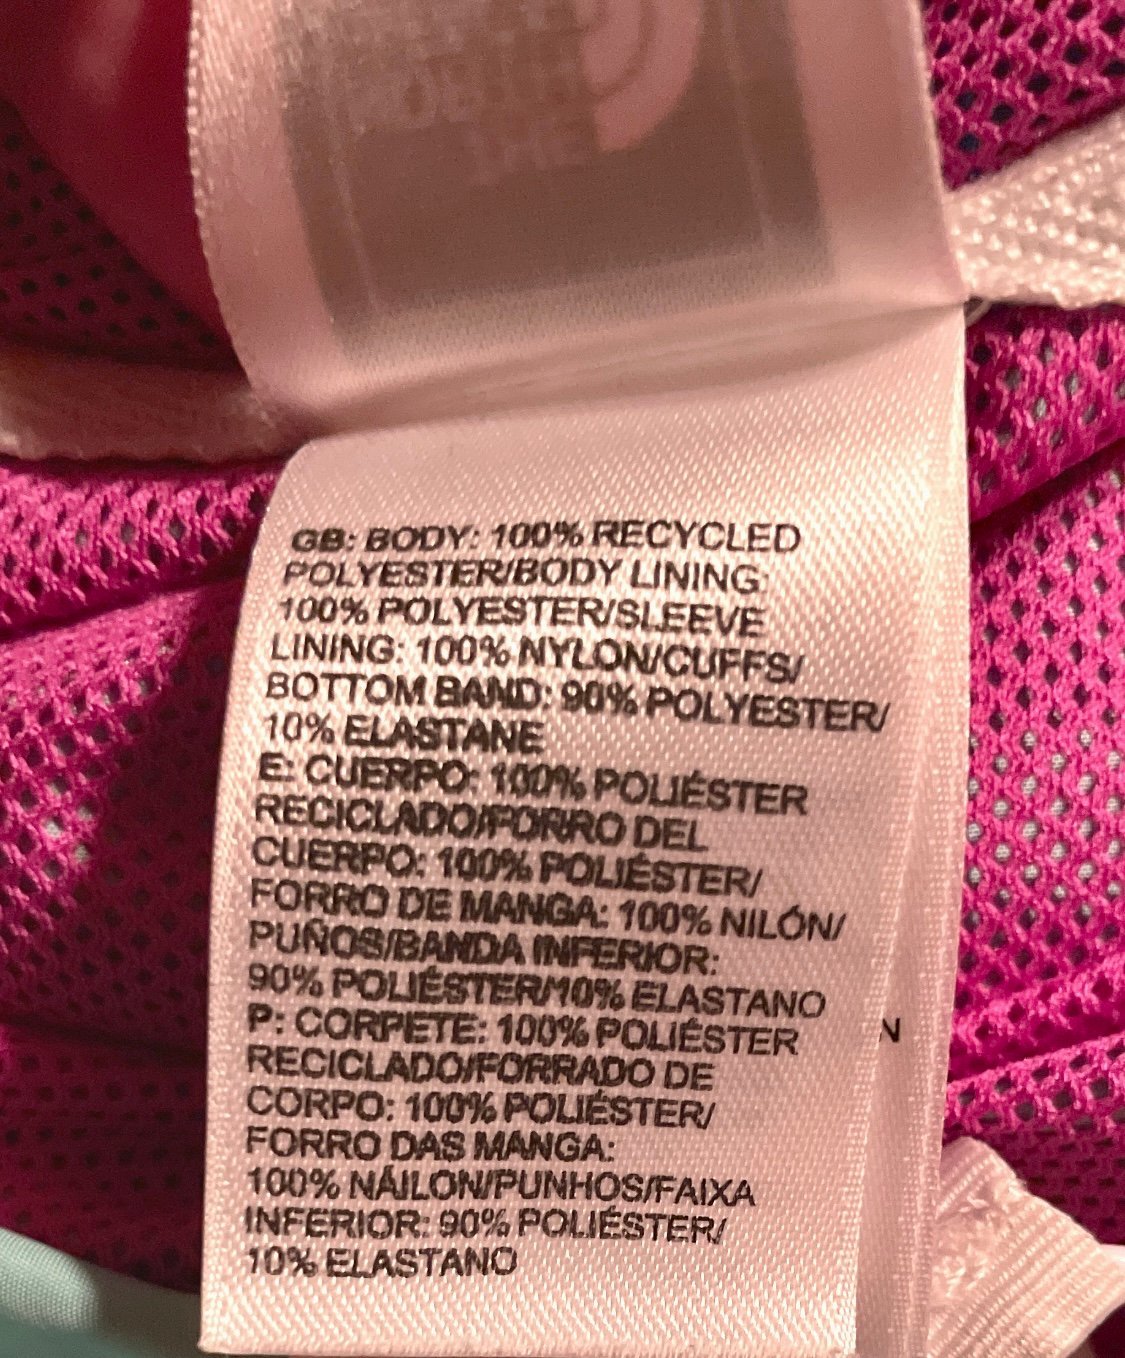 GB: BODY: 100% RECYCLED
POLYESTER/BODY LINING:
100% POLYESTER/SLEEVE
LINING: 100% NYLON/CUFFS/
BOTTOM BAND: 90% POLYESTER/
10% ELASTANE
E: CUERPO: 100% POLIÉSTER
RECICLADO/FORRO DEL
CUERPO: 100% POLIÉSTER/
FORRO DE MANGA: 100% NILÓN/
PUÑOS/BANDA INFERIOR:
90% POLIÉSTER/10% ELASTANO
P: CORPETE: 100% POLIÉSTER
RECICLADO/FORRADO DE
CORPO: 100% POLIÉSTER/
FORRO DAS MANGA:
100% NÁILON/PUNHOS/FAIXA
INFERIOR: 90% POLIÉSTER/
10% ELASTANO
N